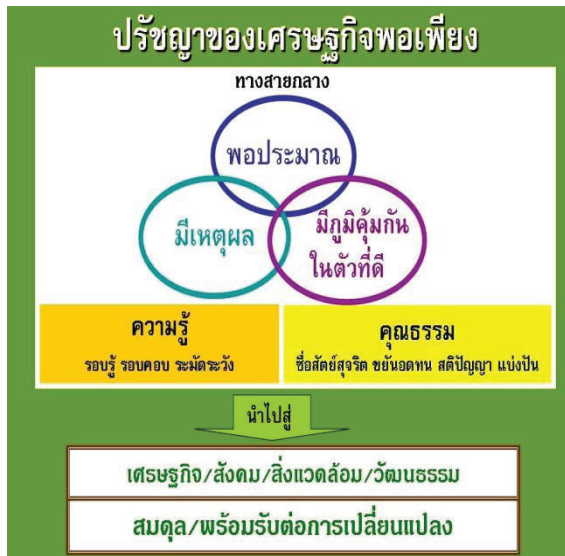 ปรัชญาของเศรษฐกิจพอเพียง
ทางสายกลาง
พอประมาณ
มีเหตุผล
มีภูมิคุ้มกัน
ในตัวที่ดี
ความรู้
รอบรู้ รอบคอบ ระมัดระวัง
คุณธรรม
ซื่อสัตย์สุจริต ขยันอดทน สติปัญญา แบ่งปัน
นำไปสู่
เศรษฐกิจ/สังคม/สิ่งแวดล้อม/วัฒนธรรม
สมดุล/พร้อมรับต่อการเปลี่ยนแปลง